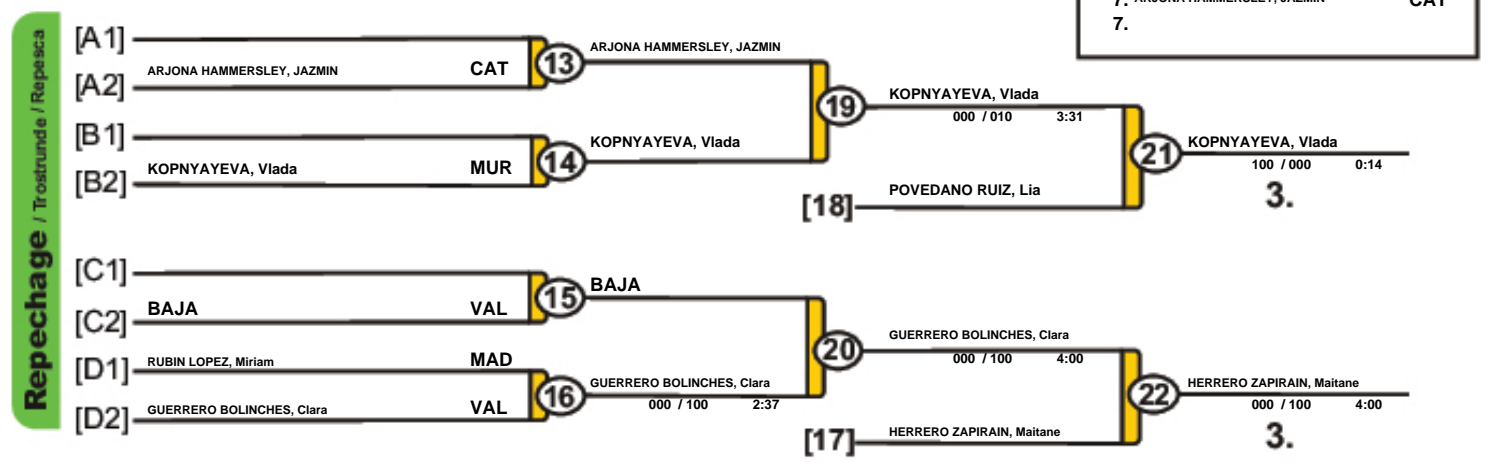 7. ARJONA HAMMERSLEY, JAZMIN CAT
7.
Repechage / Trostrunde / Repesca
[A1]
ARJONA HAMMERSLEY, JAZMIN CAT
[A2]
13
ARJONA HAMMERSLEY, JAZMIN
[B1]
KOPNYAYEVA, Vlada MUR
[B2]
14
KOPNYAYEVA, Vlada
19
KOPNYAYEVA, Vlada
000 / 010 3:31
[18]
POVEDANO RUIZ, Lia
21
KOPNYAYEVA, Vlada
100 / 000 0:14
3.
[C1]
BAJA VAL
[C2]
15
BAJA
[D1]
RUBIN LOPEZ, Miriam MAD
GUERRERO BOLINCHES, Clara VAL
[D2]
16
GUERRERO BOLINCHES, Clara
000 / 100 2:37
20
GUERRERO BOLINCHES, Clara
000 / 100 4:00
[17]
HERRERO ZAPIRAIN, Maitane
22
HERRERO ZAPIRAIN, Maitane
000 / 100 4:00
3.